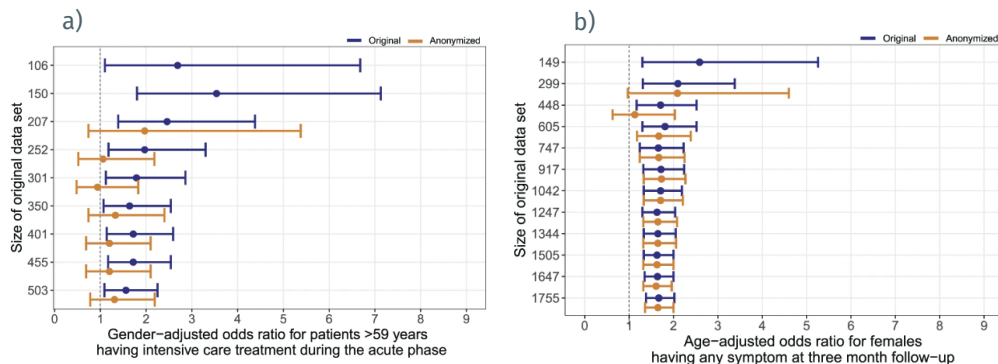 a)
Original Anonymized
Size of original data set
106
150
207
252
301
350
401
455
503
0 1 2 3 4 5 6 7 8 9
Gender-adjusted odds ratio for patients >59 years
having intensive care treatment during the acute phase
b)
Original Anonymized
Size of original data set
149
299
448
605
747
917
1042
1247
1344
1505
1647
1755
0 1 2 3 4 5 6 7 8 9
Age-adjusted odds ratio for females
having any symptom at three month follow-up